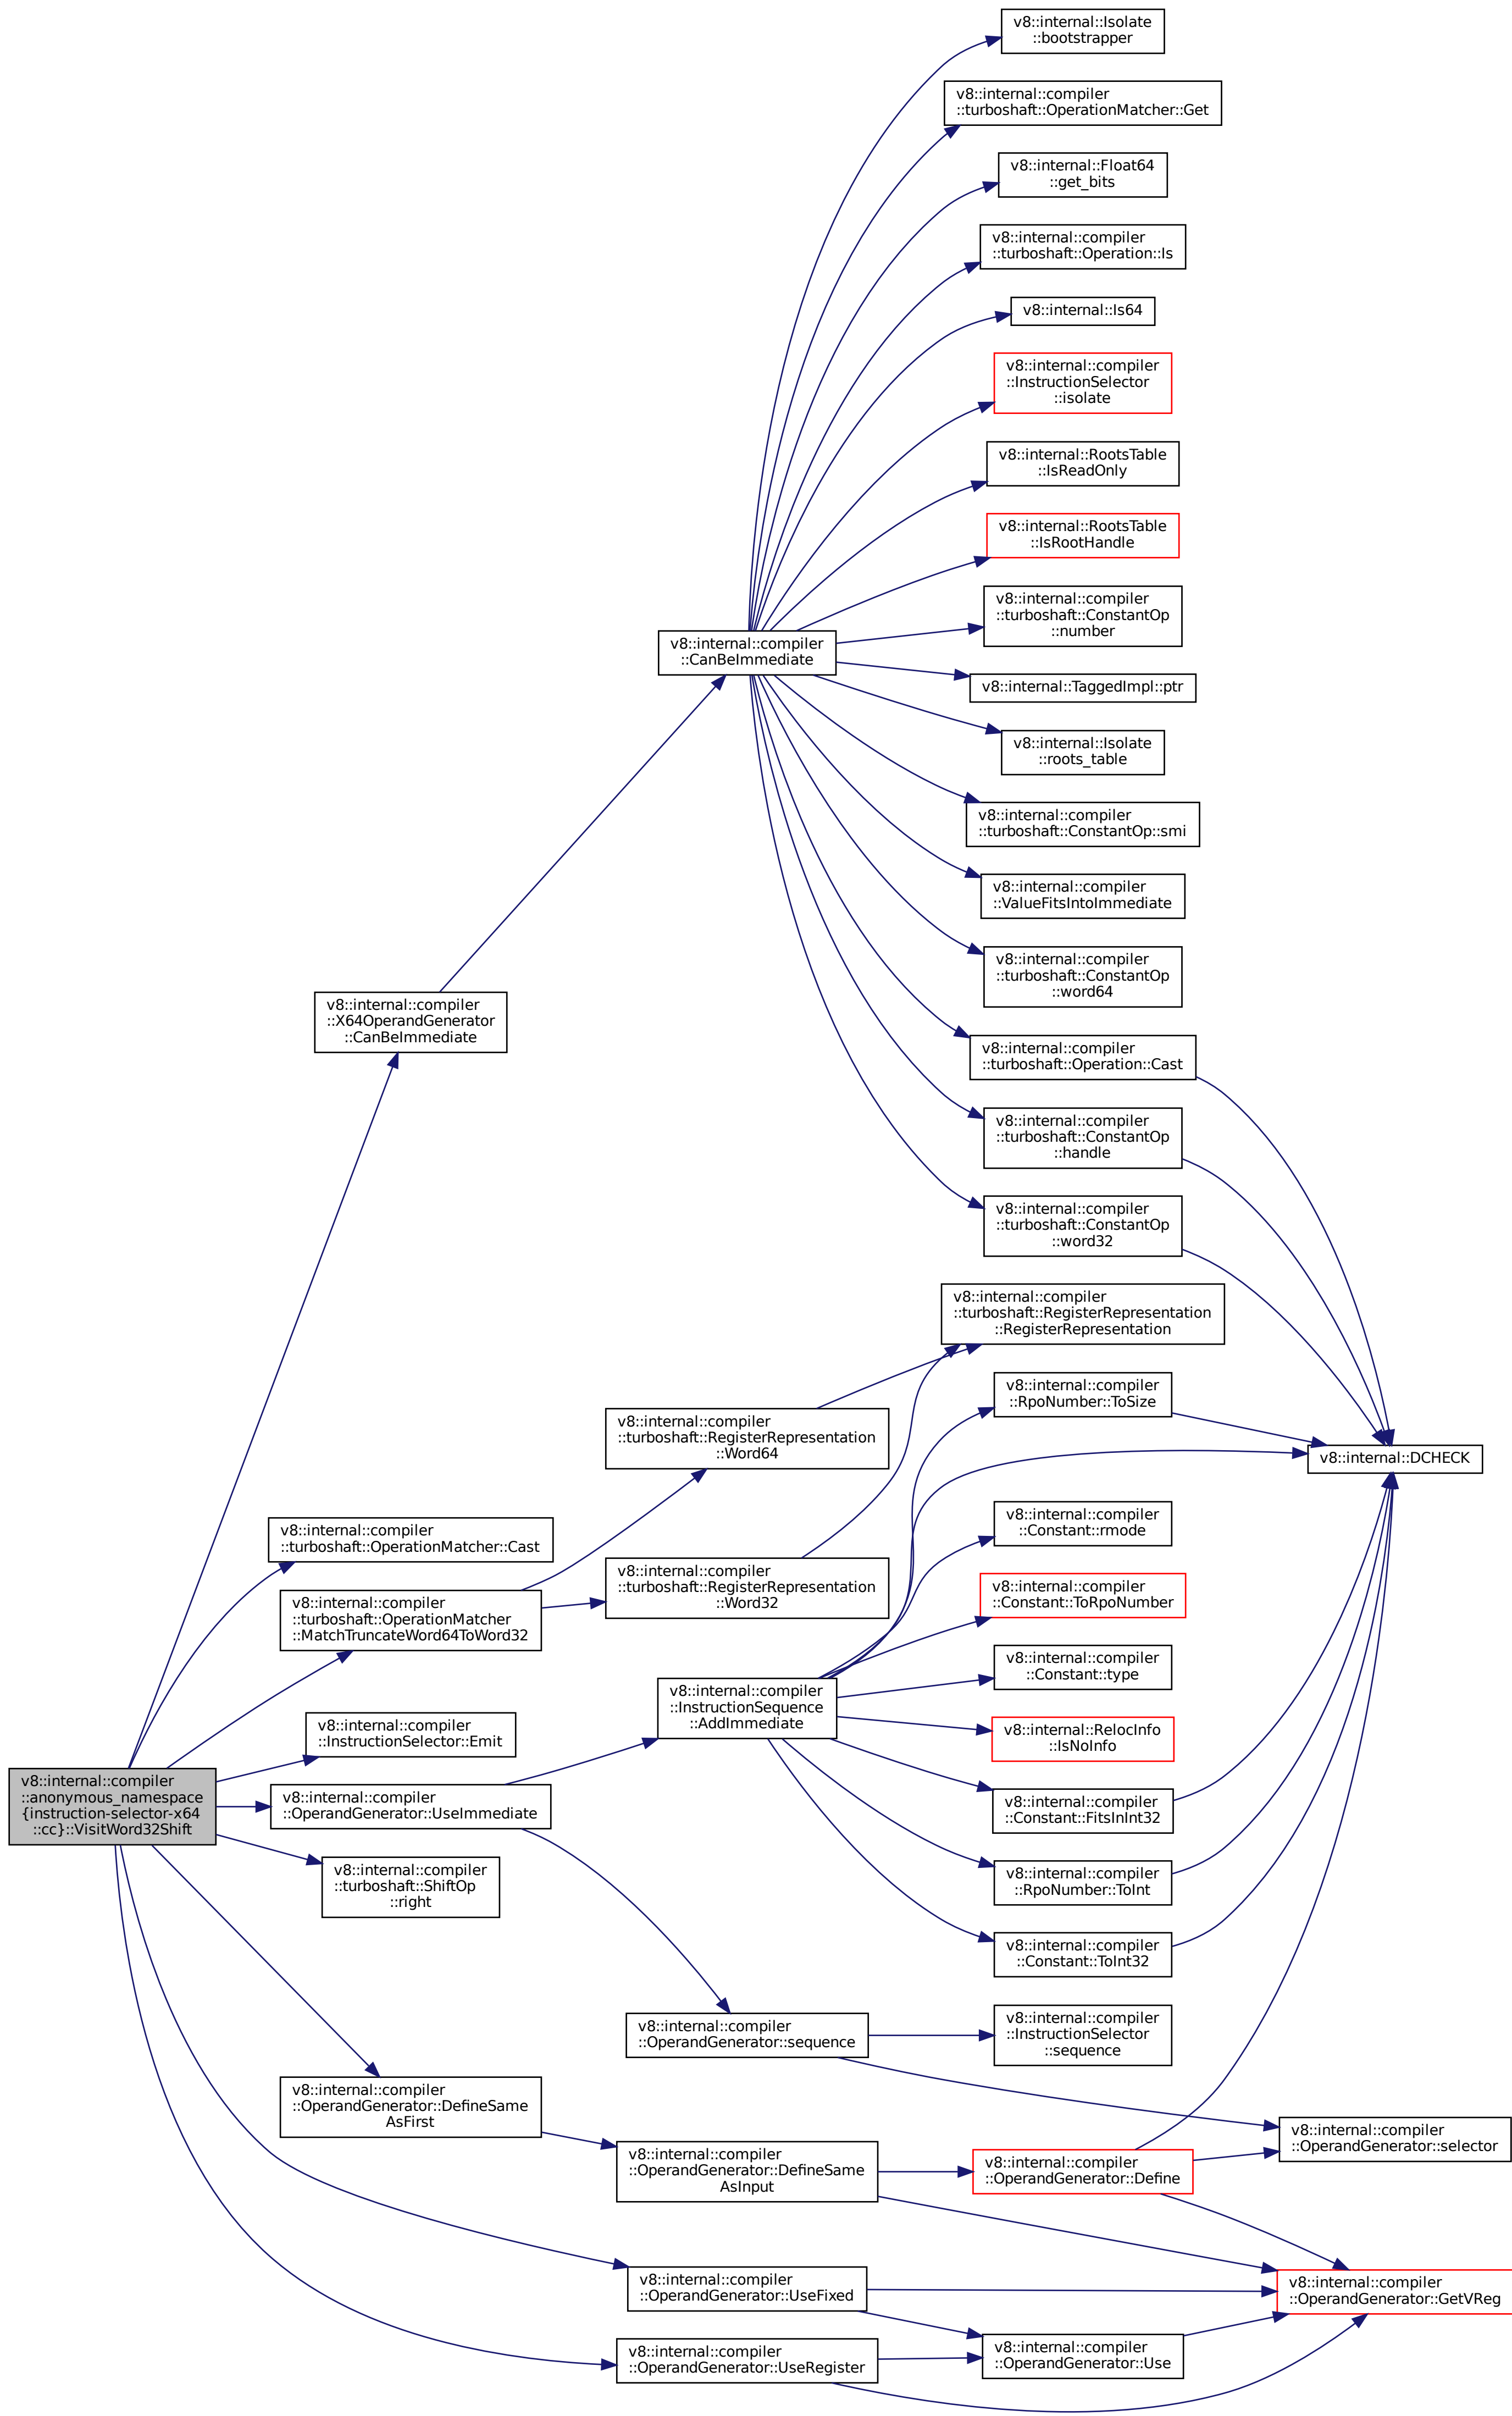 v8::internal::Isolate
::bootstrapper
v8::internal::compiler
::turboshaft::OperationMatcher::Get
v8::internal::Float64
::get_bits
v8::internal::compiler
::turboshaft::Operation::Is
v8::internal::Is64
v8::internal::compiler
::InstructionSelector
::isolate
v8::internal::RootsTable
::IsReadOnly
v8::internal::RootsTable
::IsRootHandle
v8::internal::compiler
::turboshaft::ConstantOp
::number
v8::internal::compiler
::CanBeImmediate
v8::internal::TaggedImpl::ptr
v8::internal::Isolate
::roots_table
v8::internal::compiler
::turboshaft::ConstantOp::smi
v8::internal::compiler
::ValueFitsIntoImmediate
v8::internal::compiler
::turboshaft::ConstantOp
::word64
v8::internal::compiler
::X64OperandGenerator
::CanBeImmediate
v8::internal::compiler
::turboshaft::Operation::Cast
v8::internal::compiler
::turboshaft::ConstantOp
::handle
v8::internal::compiler
::turboshaft::ConstantOp
::word32
v8::internal::compiler
::turboshaft::RegisterRepresentation
::RegisterRepresentation
v8::internal::compiler
::RpoNumber::ToSize
v8::internal::compiler
::turboshaft::RegisterRepresentation
::Word64
v8::internal::DCHECK
v8::internal::compiler
::Constant::rmode
v8::internal::compiler
::turboshaft::OperationMatcher::Cast
v8::internal::compiler
::turboshaft::RegisterRepresentation
::Word32
v8::internal::compiler
::Constant::ToRpoNumber
v8::internal::compiler
::turboshaft::OperationMatcher
::MatchTruncateWord64ToWord32
v8::internal::compiler
::Constant::type
v8::internal::compiler
::InstructionSequence
::AddImmediate
v8::internal::compiler
::InstructionSelector::Emit
v8::internal::RelocInfo
::IsNoInfo
v8::internal::compiler
::anonymous_namespace
{instruction-selector-x64
::cc}::VisitWord32Shift
v8::internal::compiler
::OperandGenerator::UseImmediate
v8::internal::compiler
::Constant::FitsInInt32
v8::internal::compiler
::turboshaft::ShiftOp
::right
v8::internal::compiler
::RpoNumber::ToInt
v8::internal::compiler
::Constant::ToInt32
v8::internal::compiler
::OperandGenerator::sequence
v8::internal::compiler
::InstructionSelector
::sequence
v8::internal::compiler
::OperandGenerator::DefineSame
AsFirst
v8::internal::compiler
::OperandGenerator::selector
v8::internal::compiler
::OperandGenerator::DefineSame
AsInput
v8::internal::compiler
::OperandGenerator::Define
v8::internal::compiler
::OperandGenerator::UseFixed
v8::internal::compiler
::OperandGenerator::GetVReg
v8::internal::compiler
::OperandGenerator::UseRegister
v8::internal::compiler
::OperandGenerator::Use